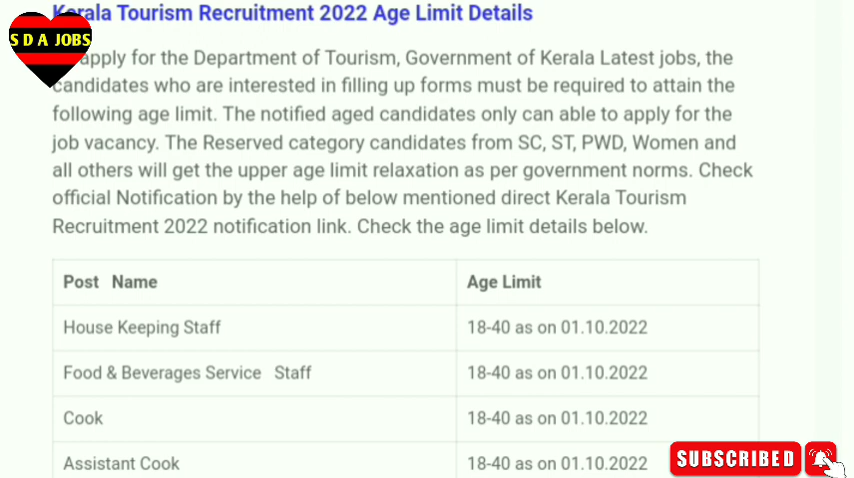 Kerala Tourism Recruitment 2022 Age Limit Details
S D A JOBS
apply for the Department of Tourism, Government of Kerala Latest jobs, the
candidates who are interested in filling up forms must be required to attain the
following age limit. The notified aged candidates only can able to apply for the
job vacancy. The Reserved category candidates from SC, ST, PWD, Women and
all others will get the upper age limit relaxation as per government norms. Check
official Notification by the help of below mentioned direct Kerala Tourism
Recruitment 2022 notification link. Check the age limit details below.
Post Name Age Limit
House Keeping Staff 18-40 as on 01.10.2022
Food & Beverages Service Staff 18-40 as on 01.10.2022
Cook 18-40 as on 01.10.2022
Assistant Cook 18-40 as on 01.10.2022
SUBSCRIBED